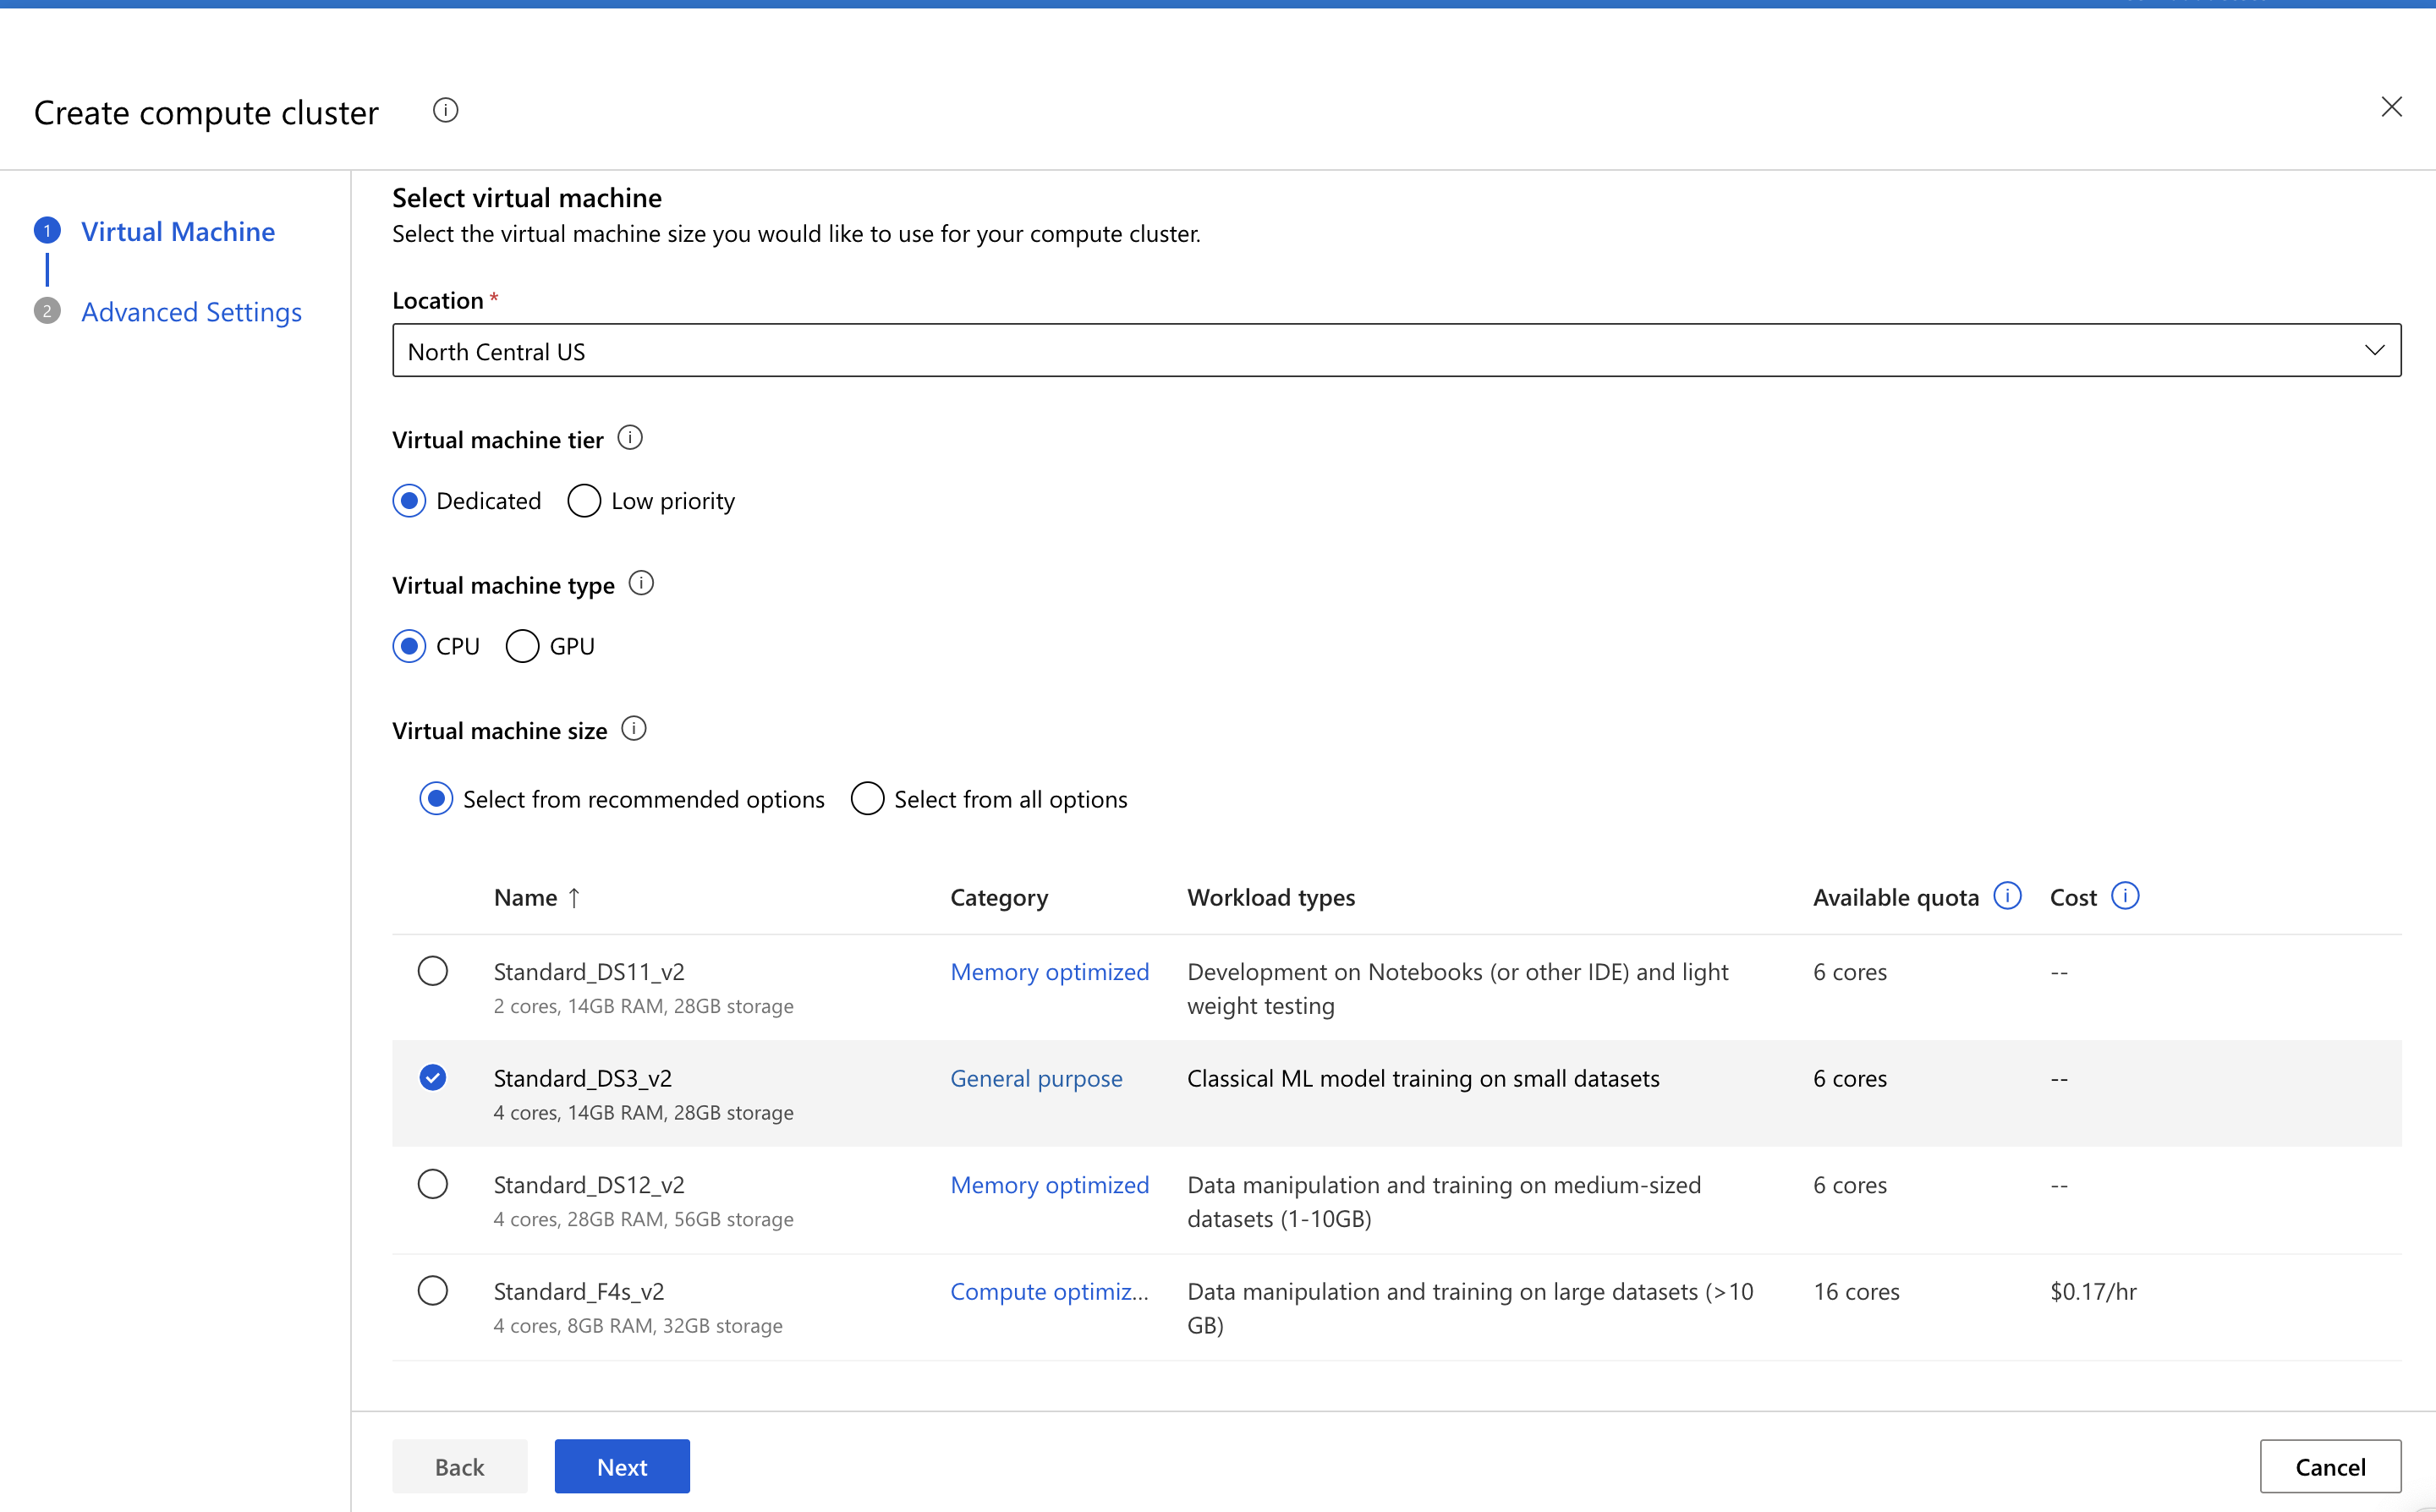 Create compute cluster
1 Virtual Machine
2 Advanced Settings
Select virtual machine
Select the virtual machine size you would like to use for your compute cluster.
Location *
North Central US
Virtual machine tier
Dedicated Low priority
Virtual machine type
CPU GPU
Virtual machine size
Select from recommended options Select from all options
Name ↑ Category Workload types Available quota Cost
Standard_DS11_v2 Memory optimized Development on Notebooks (or other IDE) and light 6 cores --
2 cores, 14GB RAM, 28GB storage weight testing
Standard_DS3_v2 General purpose Classical ML model training on small datasets 6 cores --
4 cores, 14GB RAM, 28GB storage
Standard_DS12_v2 Memory optimized Data manipulation and training on medium-sized 6 cores --
4 cores, 28GB RAM, 56GB storage datasets (1-10GB)
Standard_F4s_v2 Compute optimiz... Data manipulation and training on large datasets (>10 16 cores $0.17/hr
4 cores, 8GB RAM, 32GB storage GB)
Back Next Cancel